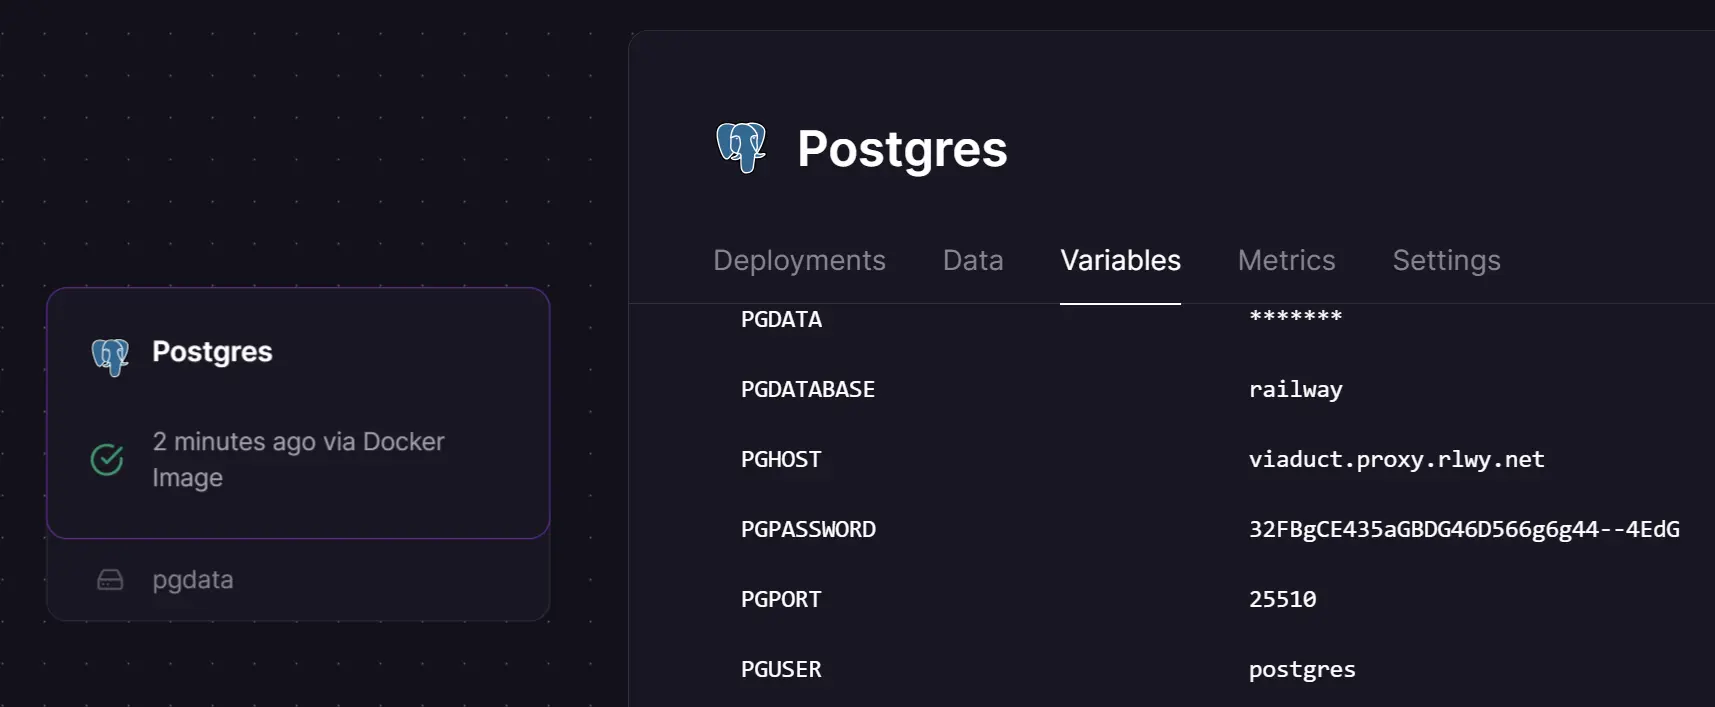 Postgres
2 minutes ago via Docker
Image
pgdata
Postgres
Deployments Data Variables Metrics Settings
PGDATA *******
PGDATABASE railway
PGHOST viaduct.proxy.rlwy.net
PGPASSWORD 32FBgCE435aGBDG46D566g6g44--4EdG
PGPORT 25510
PGUSER postgres